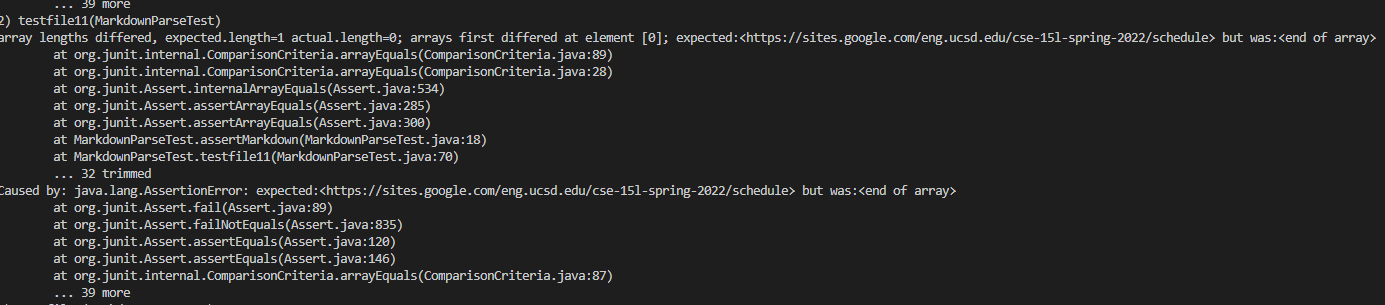 ... 39 more
2) testfile11(MarkdownParseTest)
array lengths differed, expected.length=1 actual.length=0; arrays first differed at element [0]; expected:<https://sites.google.com/eng.ucsd.edu/cse-15l-spring-2022/schedule> but was:<end of array>
at org.junit.internal.ComparisonCriteria.arrayEquals(ComparisonCriteria.java:89)
at org.junit.internal.ComparisonCriteria.arrayEquals(ComparisonCriteria.java:28)
at org.junit.Assert.internalArrayEquals(Assert.java:534)
at org.junit.Assert.assertArrayEquals(Assert.java:285)
at org.junit.Assert.assertArrayEquals(Assert.java:300)
at MarkdownParseTest.assertMarkdown(MarkdownParseTest.java:18)
at MarkdownParseTest.testfile11(MarkdownParseTest.java:70)
... 32 trimmed
Caused by: java.lang.AssertionError: expected:<https://sites.google.com/eng.ucsd.edu/cse-15l-spring-2022/schedule> but was:<end of array>
at org.junit.Assert.fail(Assert.java:89)
at org.junit.Assert.failNotEquals(Assert.java:835)
at org.junit.Assert.assertEquals(Assert.java:120)
at org.junit.Assert.assertEquals(Assert.java:146)
at org.junit.internal.ComparisonCriteria.arrayEquals(ComparisonCriteria.java:87)
... 39 more